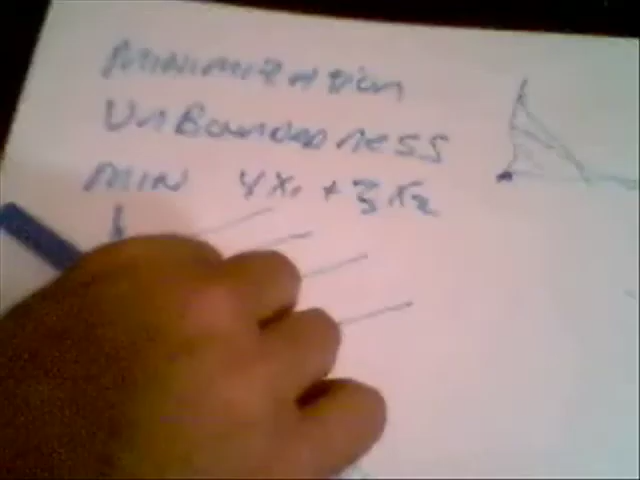 Minimization
UnBoundedness
MIN 4x₁ + 3x₂